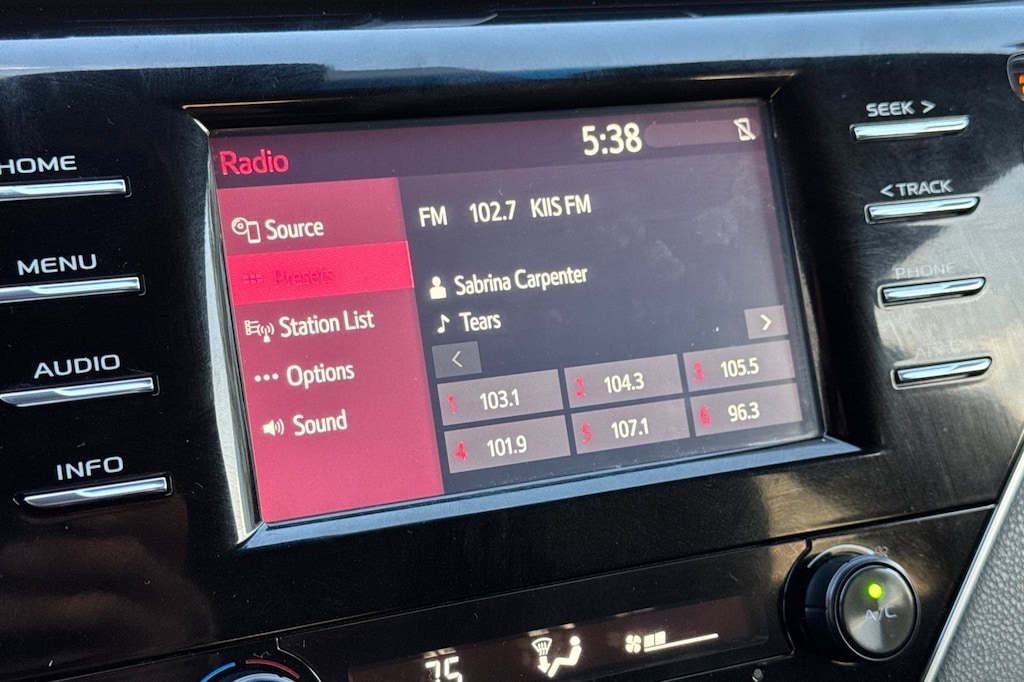 HOME
MENU
AUDIO
INFO
Radio
5:38
Source
Presets
Station List
Options
Sound
FM 102.7 KIIS FM
Sabrina Carpenter
Tears
<
>
1 103.1
2 104.3
3 105.5
4 101.9
5 107.1
6 96.3
SEEK >
< TRACK
PHONE
APPS
75
A/C